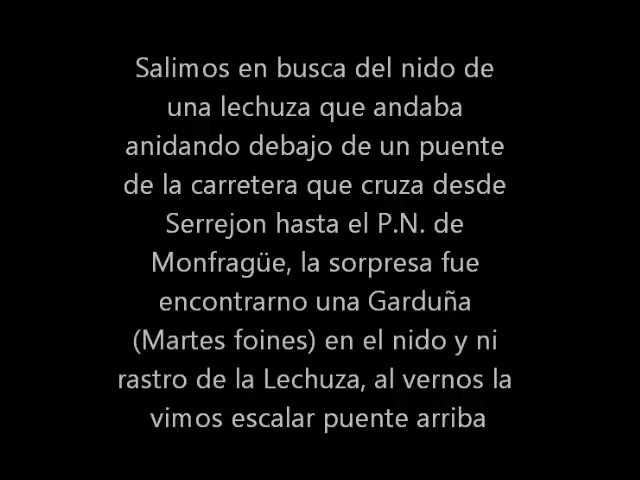 Salimos en busca del nido de
una lechuza que andaba
anidando debajo de un puente
de la carretera que cruza desde
Serrejon hasta el P.N. de
Monfragüe, la sorpresa fue
encontrarno una Garduña
(Martes foines) en el nido y ni
rastro de la Lechuza, al vernos la
vimos escalar puente arriba